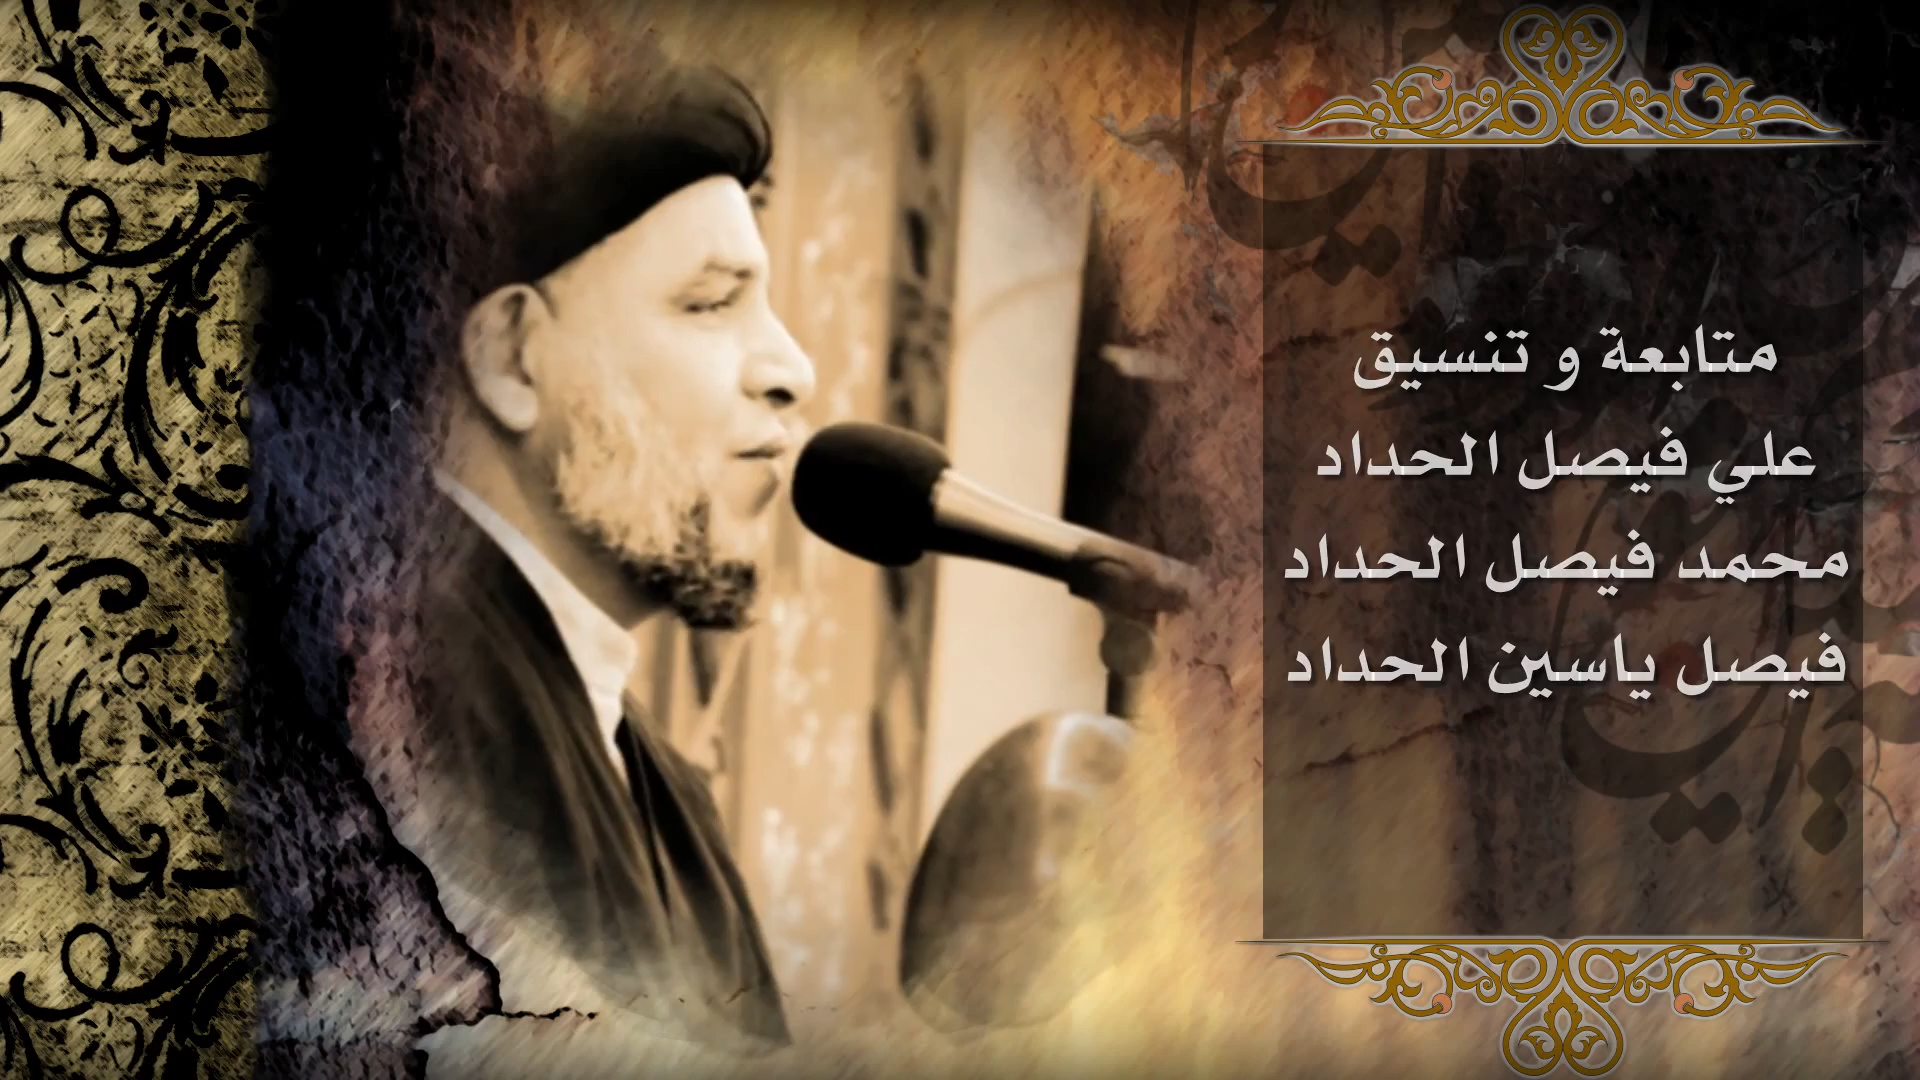 متابعة و تنسيق
علي فيصل الحداد
محمد فيصل الحداد
فيصل ياسين الحداد